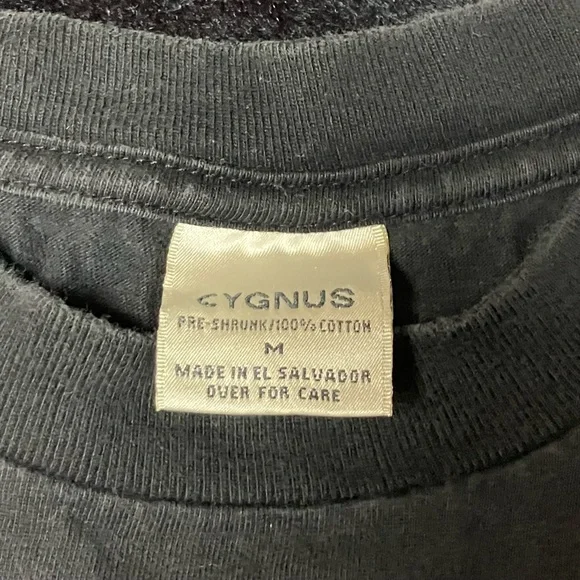 CYGNUS
PRE-SHRUNK/100% COTTON
M
MADE IN EL SALVADOR
OVER FOR CARE